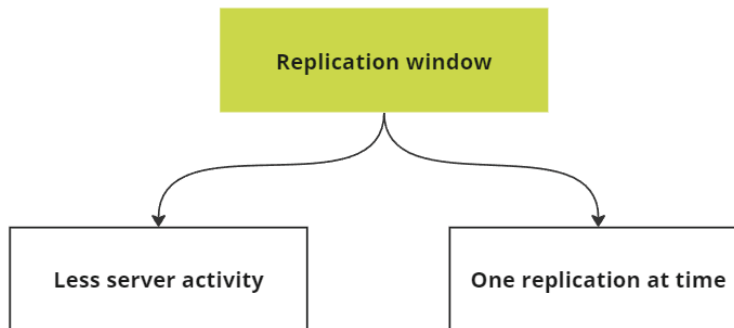 Replication window
Less server activity
One replication at time